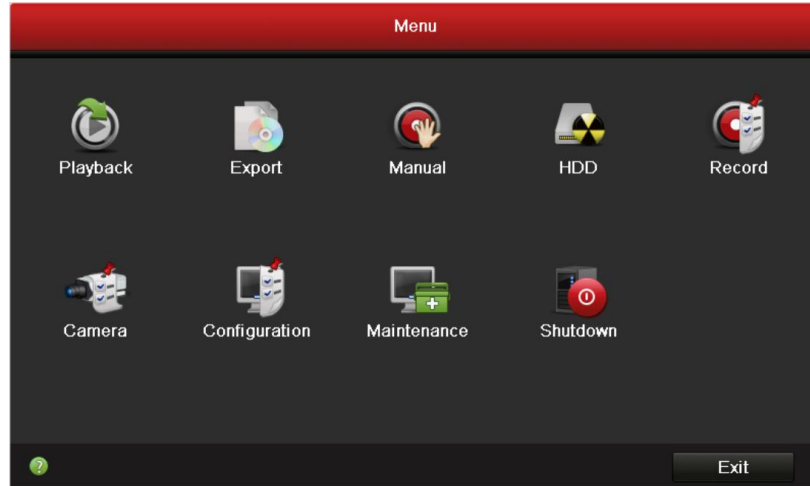 Menu
Playback
Export
Manual
HDD
Record
Camera
Configuration
Maintenance
Shutdown
?
Exit